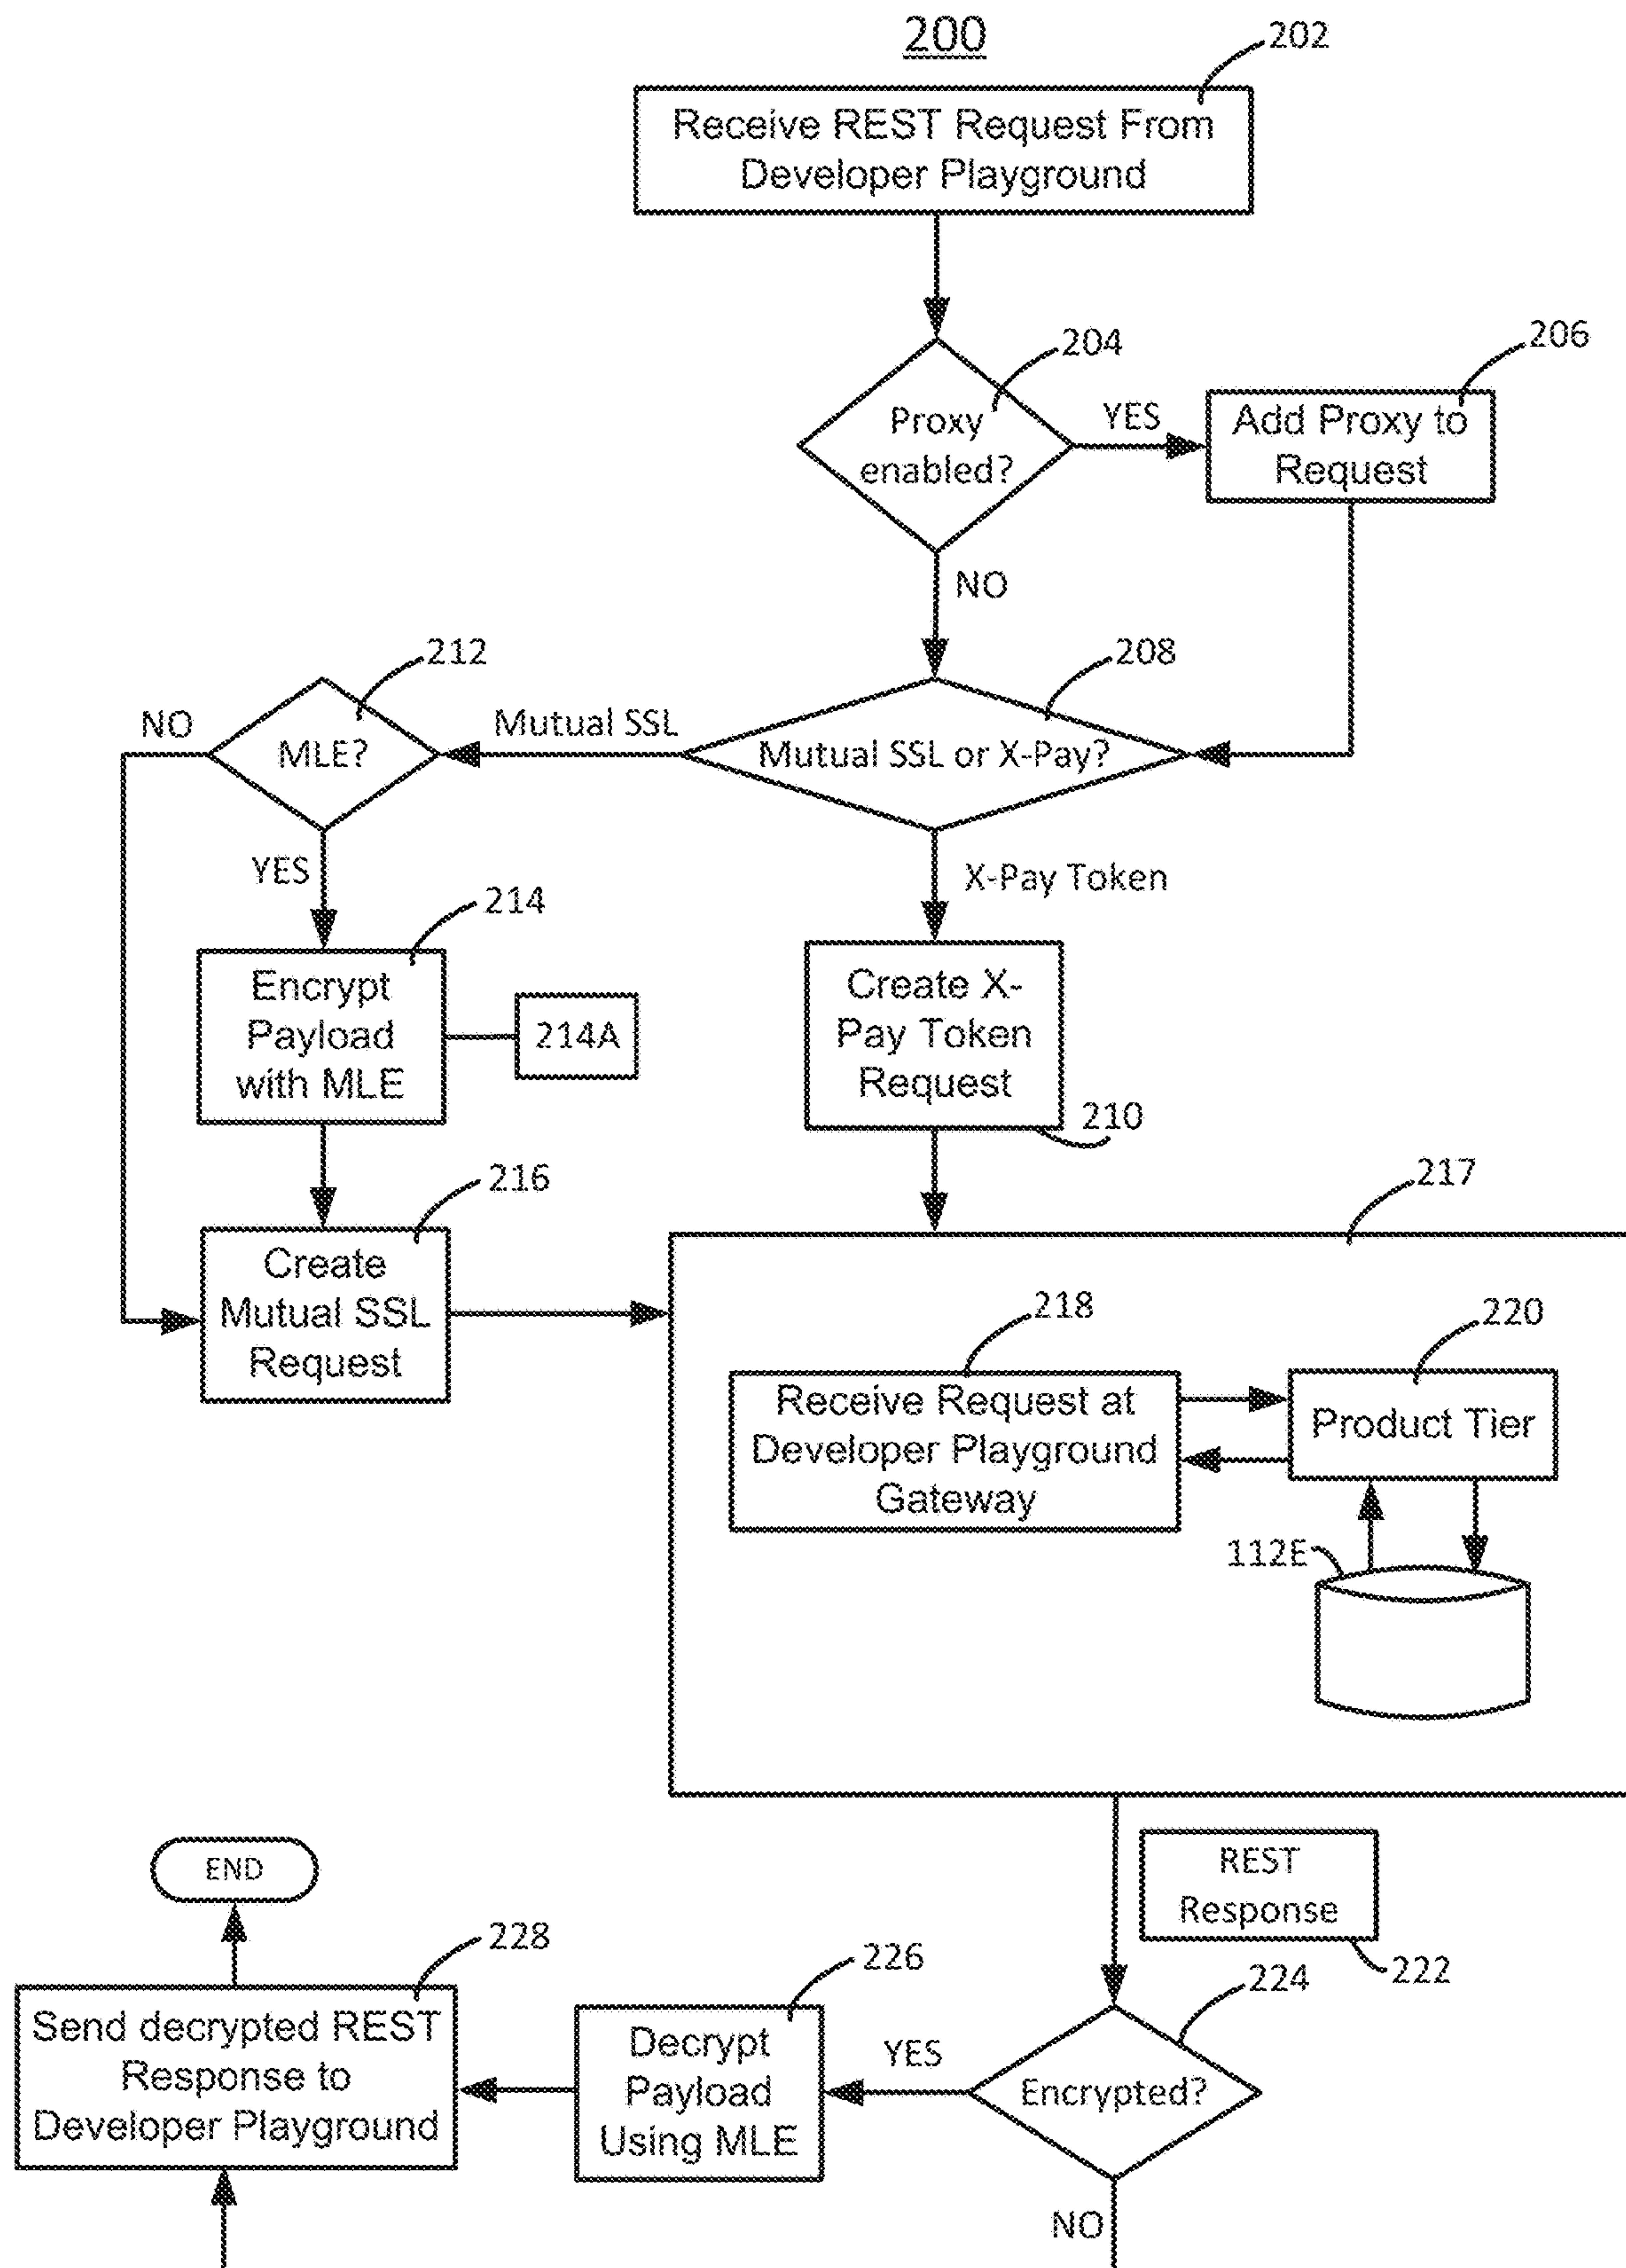 200
202
Receive REST Request From
Developer Playground
204
206
Proxy
enabled?
YES
Add Proxy to
Request
NO
212
208
NO
MLE?
Mutual SSL
Mutual SSL or X-Pay?
YES
X-Pay Token
214
Encrypt
Payload
with MLE
214A
Create X-
Pay Token
Request
210
216
217
Create
Mutual SSL
Request
218
220
Receive Request at
Developer Playground
Gateway
Product Tier
112E
REST
Response
222
END
228
226
224
Send decrypted REST
Response to
Developer Playground
Decrypt
Payload
Using MLE
YES
Encrypted?
NO